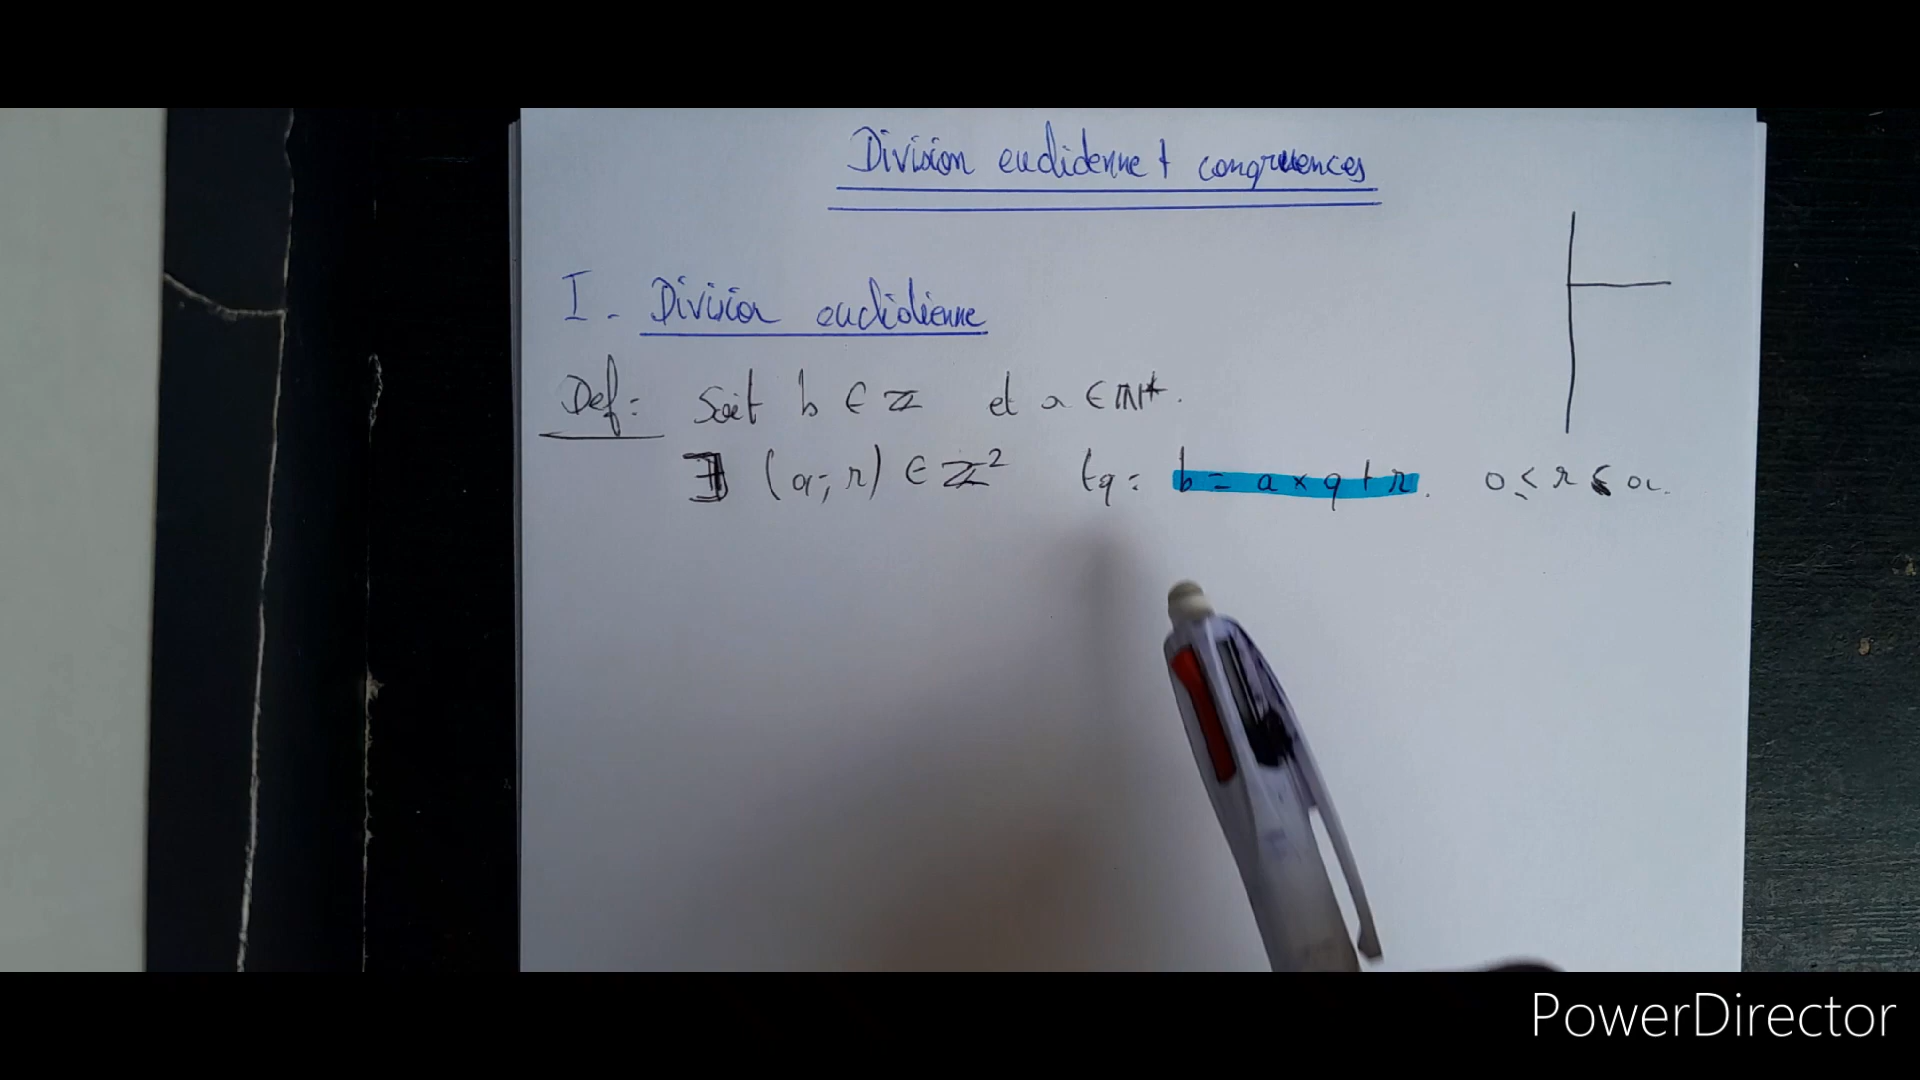 Division euclidenne + congruences
I - Division euclidienne
Def: Soit b ∈ ℤ et a ∈ ℕ*.
∃ (q; r) ∈ ℤ² tq: b = a × q + r. 0 ≤ r < a.
PowerDirector